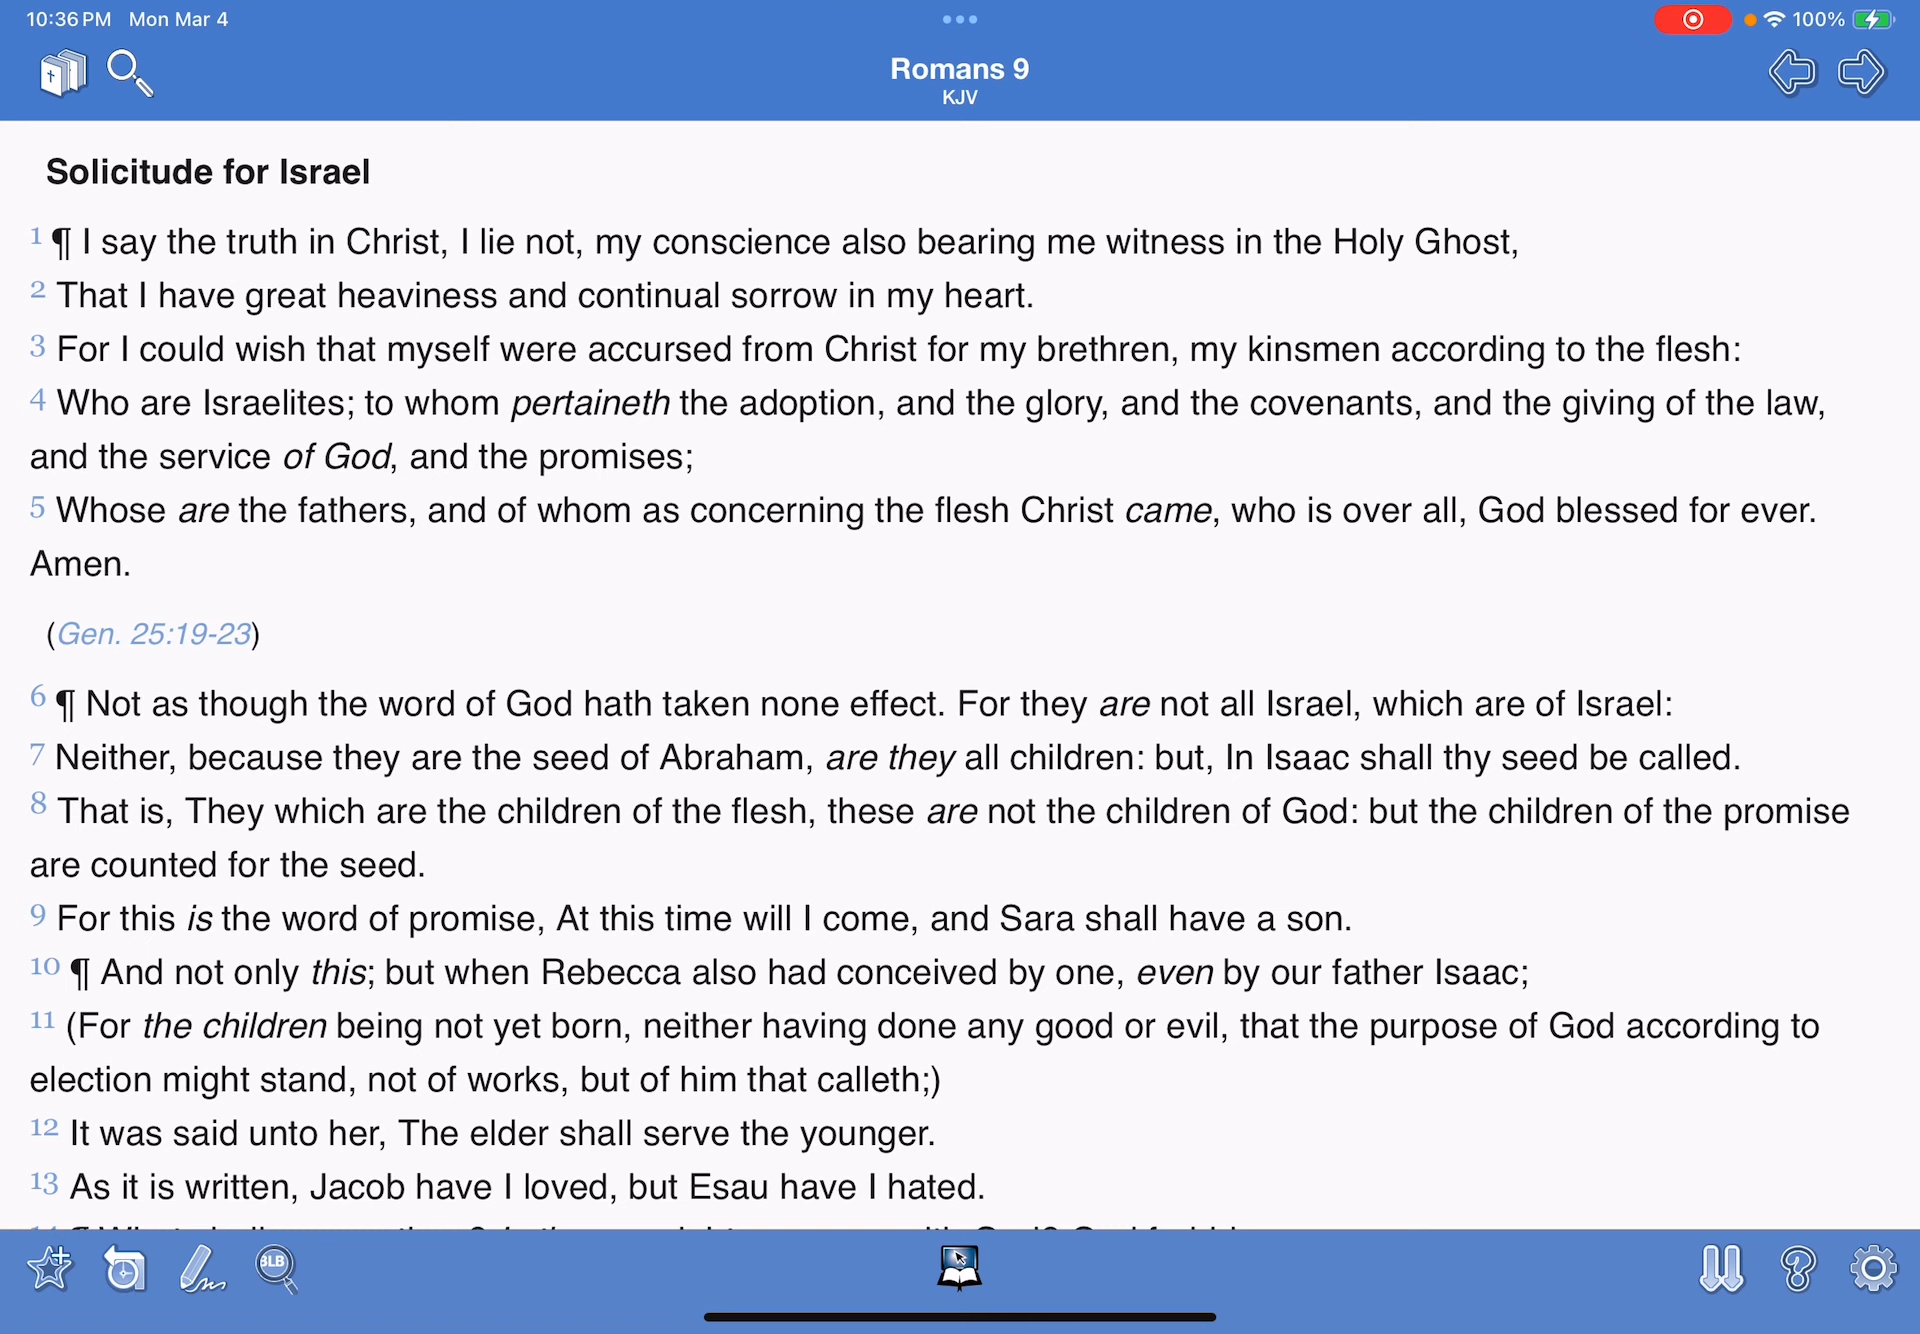 10:36 PM Mon Mar 4
100%
Romans 9
KJV
Solicitude for Israel
1 ¶ I say the truth in Christ, I lie not, my conscience also bearing me witness in the Holy Ghost,
2 That I have great heaviness and continual sorrow in my heart.
3 For I could wish that myself were accursed from Christ for my brethren, my kinsmen according to the flesh:
4 Who are Israelites; to whom pertaineth the adoption, and the glory, and the covenants, and the giving of the law,
and the service of God, and the promises;
5 Whose are the fathers, and of whom as concerning the flesh Christ came, who is over all, God blessed for ever.
Amen.
(Gen. 25:19-23)
6 ¶ Not as though the word of God hath taken none effect. For they are not all Israel, which are of Israel:
7 Neither, because they are the seed of Abraham, are they all children: but, In Isaac shall thy seed be called.
8 That is, They which are the children of the flesh, these are not the children of God: but the children of the promise
are counted for the seed.
9 For this is the word of promise, At this time will I come, and Sara shall have a son.
10 ¶ And not only this; but when Rebecca also had conceived by one, even by our father Isaac;
11 (For the children being not yet born, neither having done any good or evil, that the purpose of God according to
election might stand, not of works, but of him that calleth;)
12 It was said unto her, The elder shall serve the younger.
13 As it is written, Jacob have I loved, but Esau have I hated.
BLB